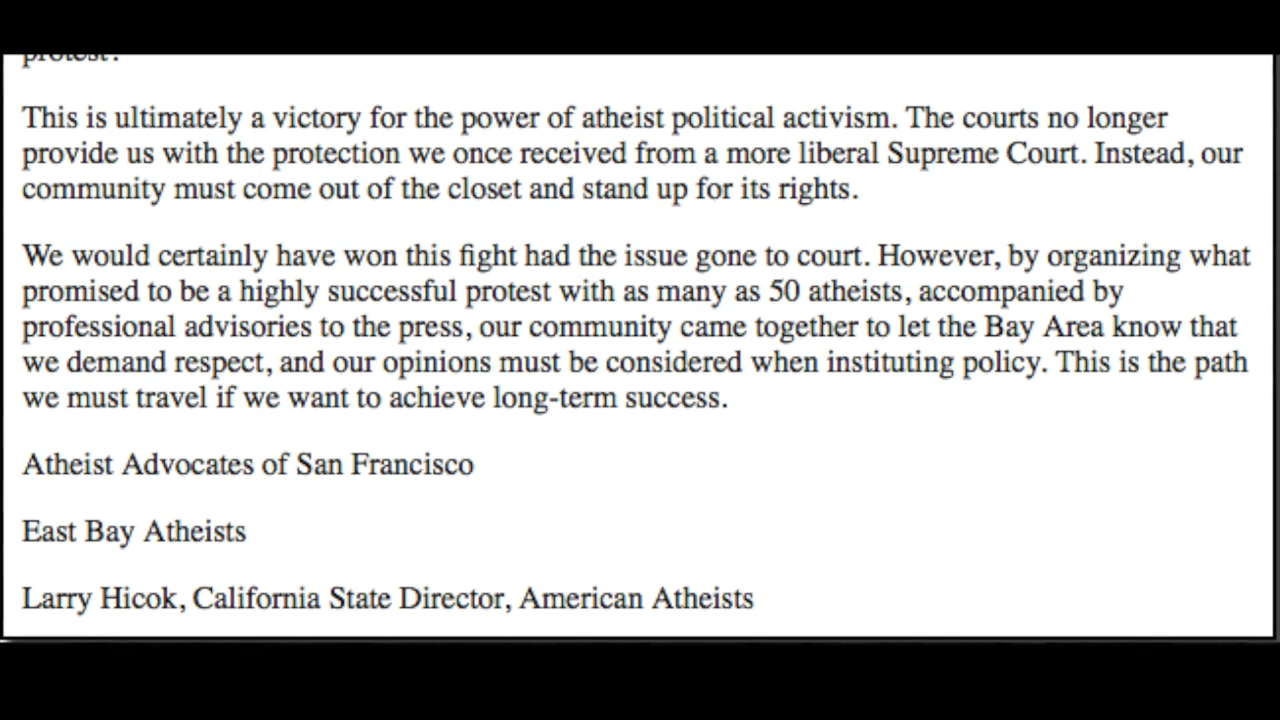 protest?
This is ultimately a victory for the power of atheist political activism. The courts no longer
provide us with the protection we once received from a more liberal Supreme Court. Instead, our
community must come out of the closet and stand up for its rights.
We would certainly have won this fight had the issue gone to court. However, by organizing what
promised to be a highly successful protest with as many as 50 atheists, accompanied by
professional advisories to the press, our community came together to let the Bay Area know that
we demand respect, and our opinions must be considered when instituting policy. This is the path
we must travel if we want to achieve long-term success.
Atheist Advocates of San Francisco
East Bay Atheists
Larry Hicok, California State Director, American Atheists